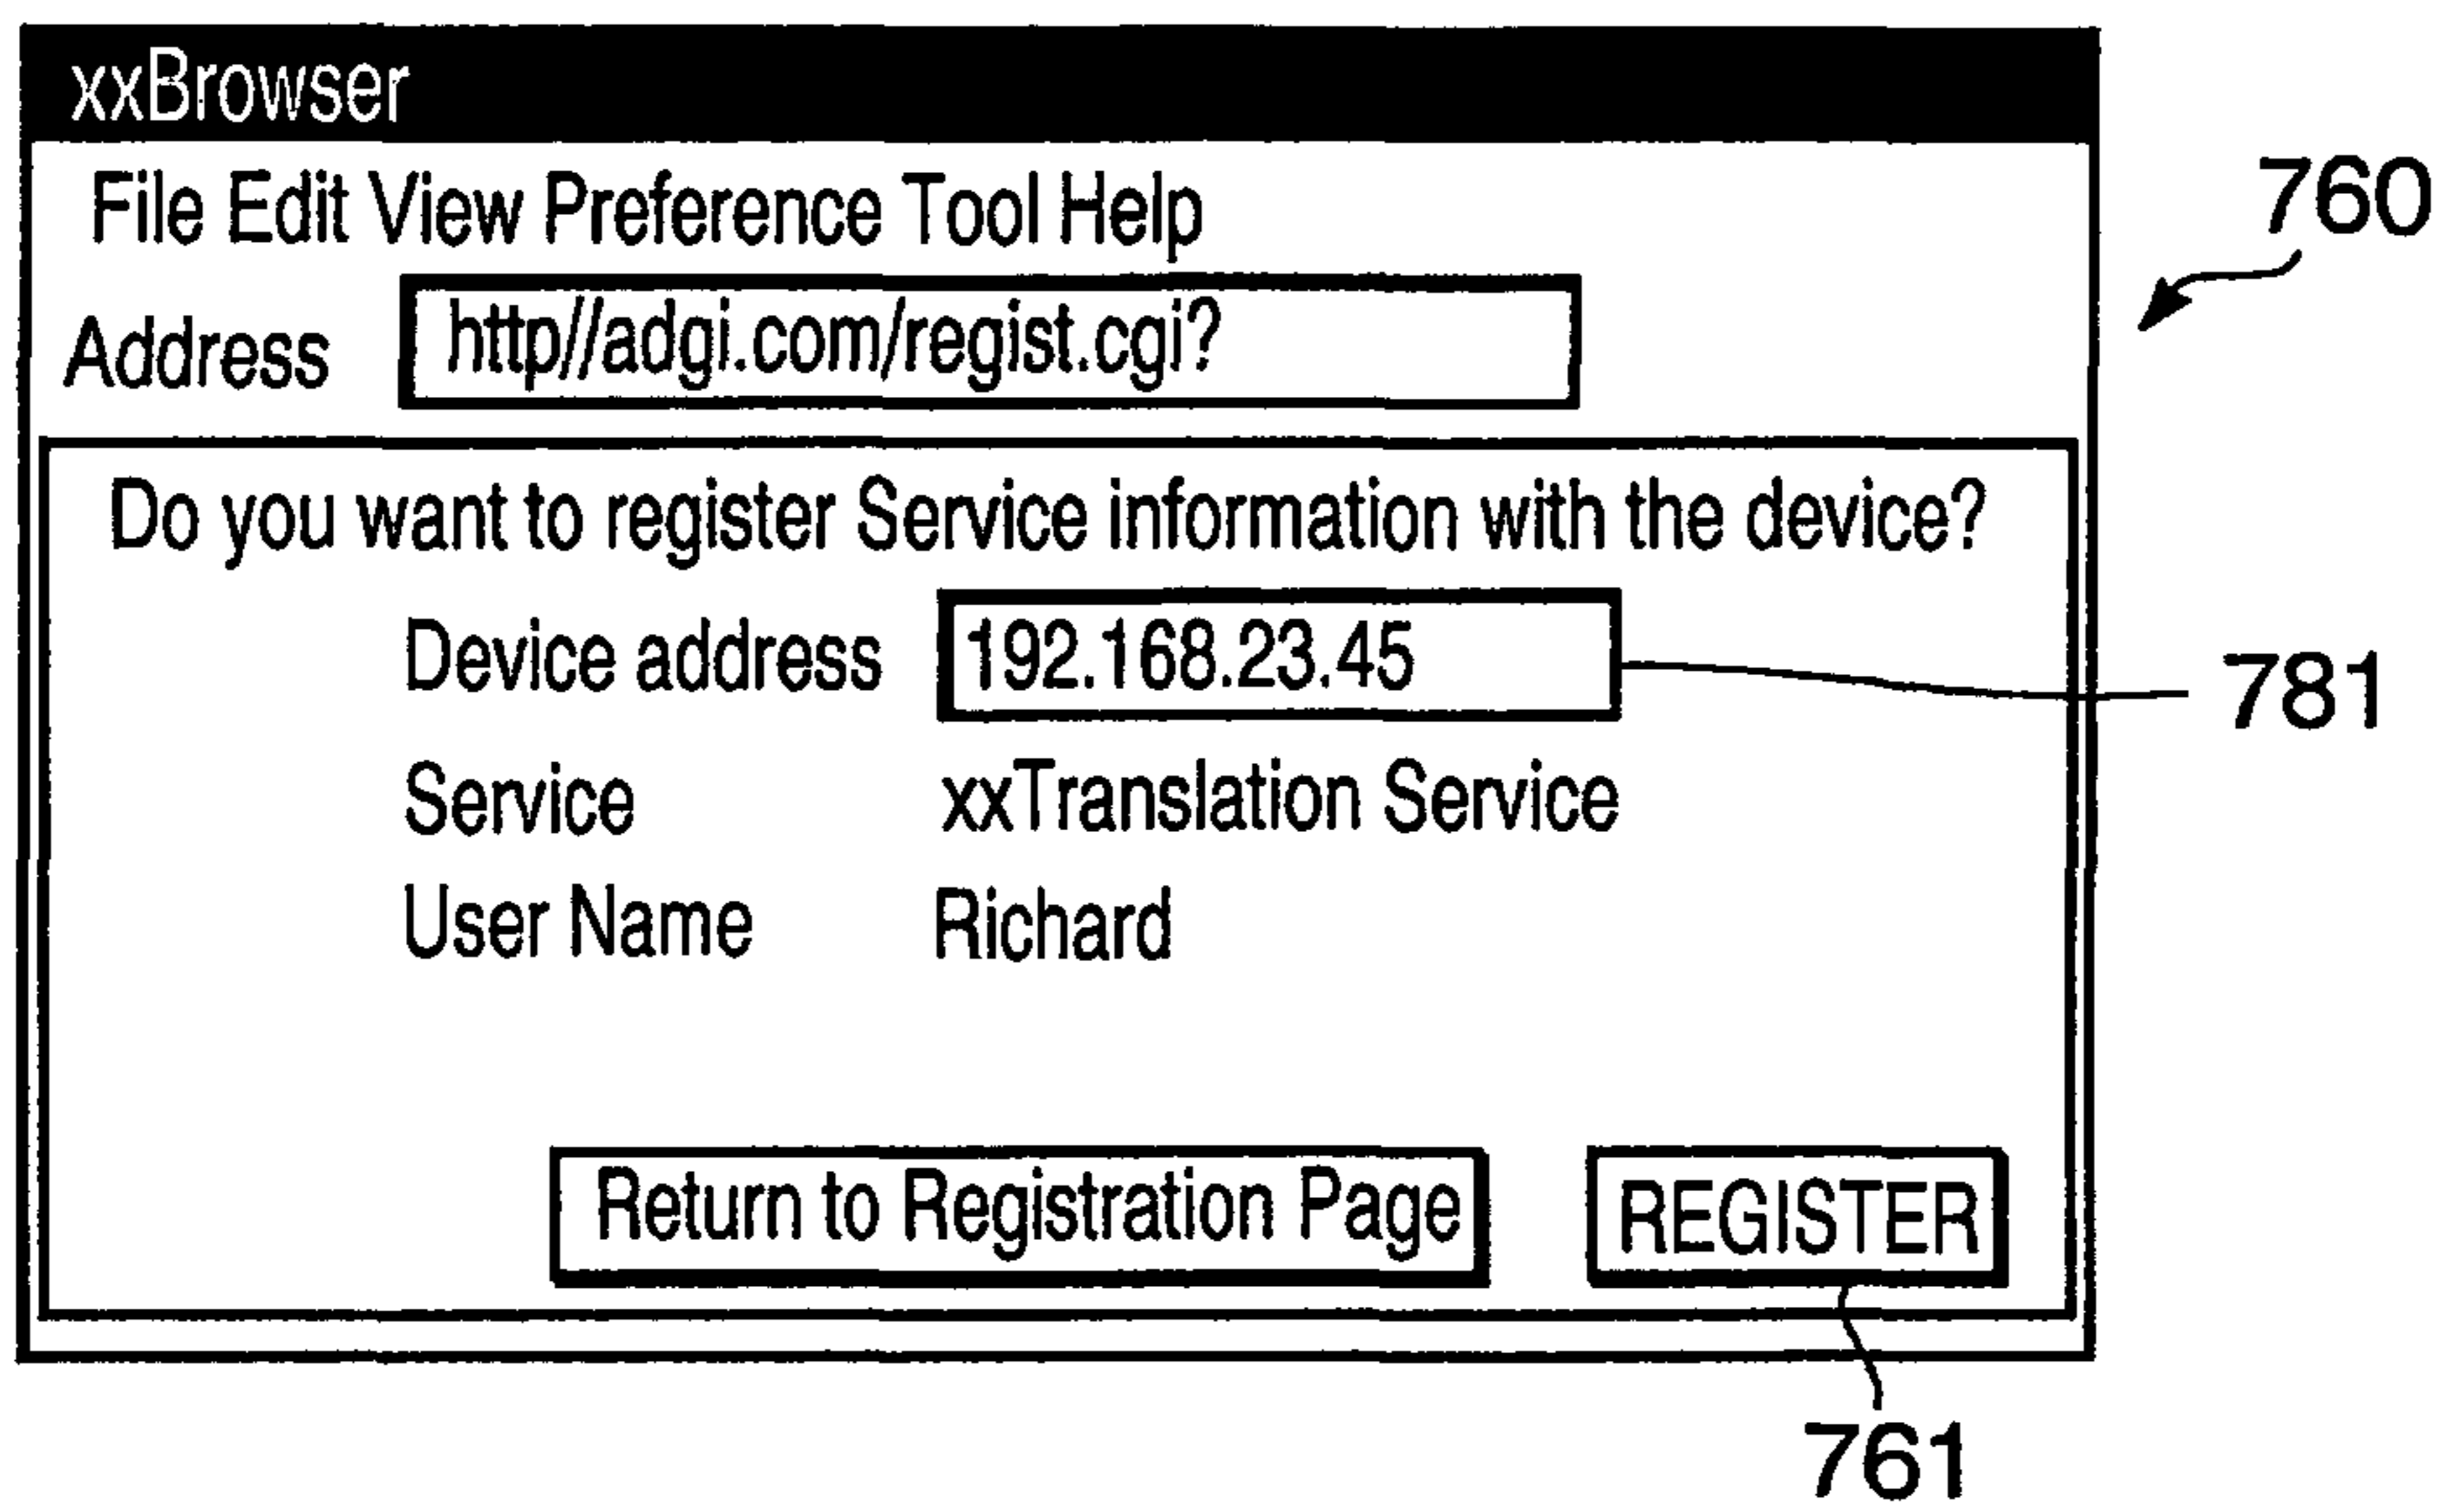 xxBrowser
File Edit View Preference Tool Help
760
Address http//adgi.com/regist.cgi?
Do you want to register Service information with the device?
Device address 192.168.23.45
781
Service xxTranslation Service
User Name Richard
Return to Registration Page REGISTER
761